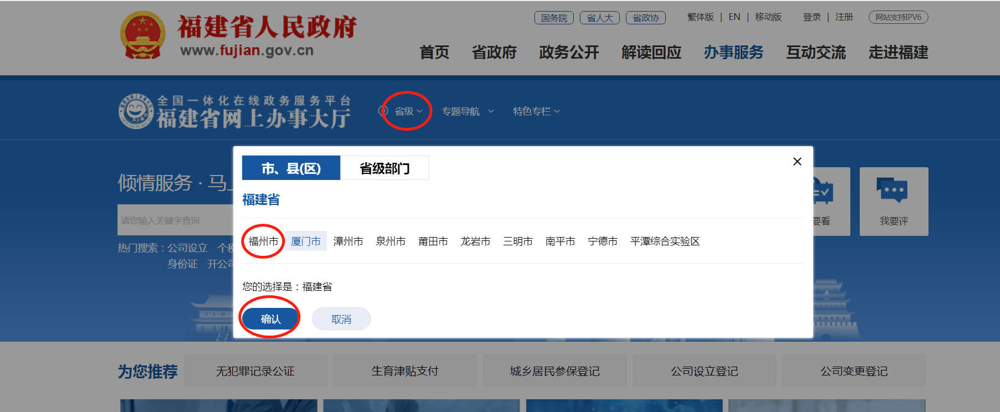 国务院 省人大 省政协 繁体版 | EN | 移动版 登录 | 注册 网站支持IPV6
福建省人民政府
www.fujian.gov.cn
首页 省政府 政务公开 解读回应 办事服务 互动交流 走进福建
全国一体化在线政务服务平台
福建省网上办事大厅
省级 专题导航 特色专栏
市、县(区) 省级部门
倾情服务 · 马
福建省
请您输入关键字查询
要看 我要评
福州市 厦门市 漳州市 泉州市 莆田市 龙岩市 三明市 南平市 宁德市 平潭综合实验区
热门搜索：公司设立 个税
身份证 开公司
您的选择是：福建省
确认 取消
为您推荐 无犯罪记录公证 生育津贴支付 城乡居民参保登记 公司设立登记 公司变更登记